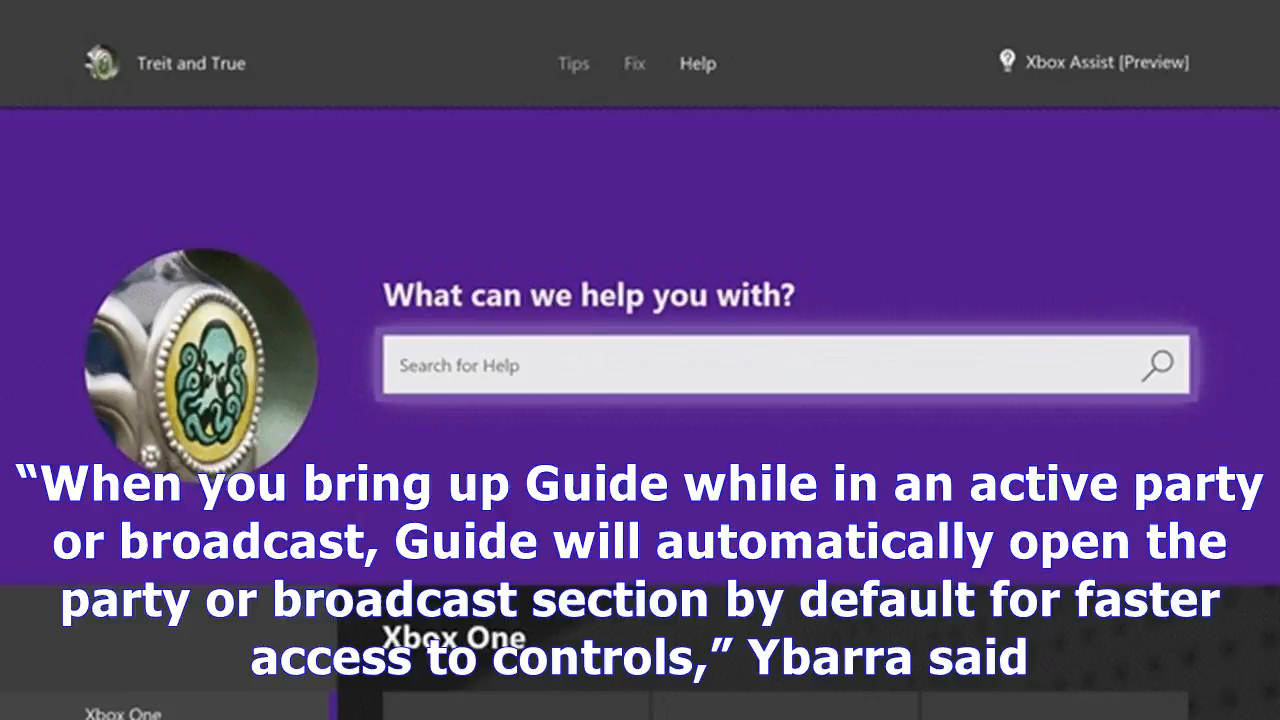 Treit and True
Tips Fix Help
Xbox Assist [Preview]
What can we help you with?
Search for Help
“When you bring up Guide while in an active party
or broadcast, Guide will automatically open the
party or broadcast section by default for faster
Xbox One
access to controls,” Ybarra said
Xbox One